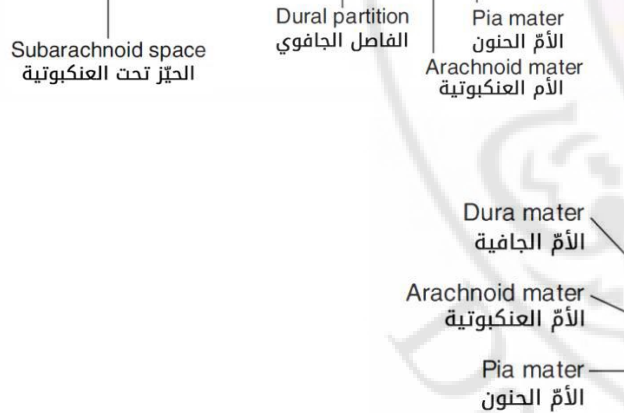 Dural partition
الفاصل الجافوي
Pia mater
الأمّ الحنون
Subarachnoid space
الحيّز تحت العنكبوتية
Arachnoid mater
الأم العنكبوتية
Dura mater
الأمّ الجافية
Arachnoid mater
الأمّ العنكبوتية
Pia mater
الأمّ الحنون